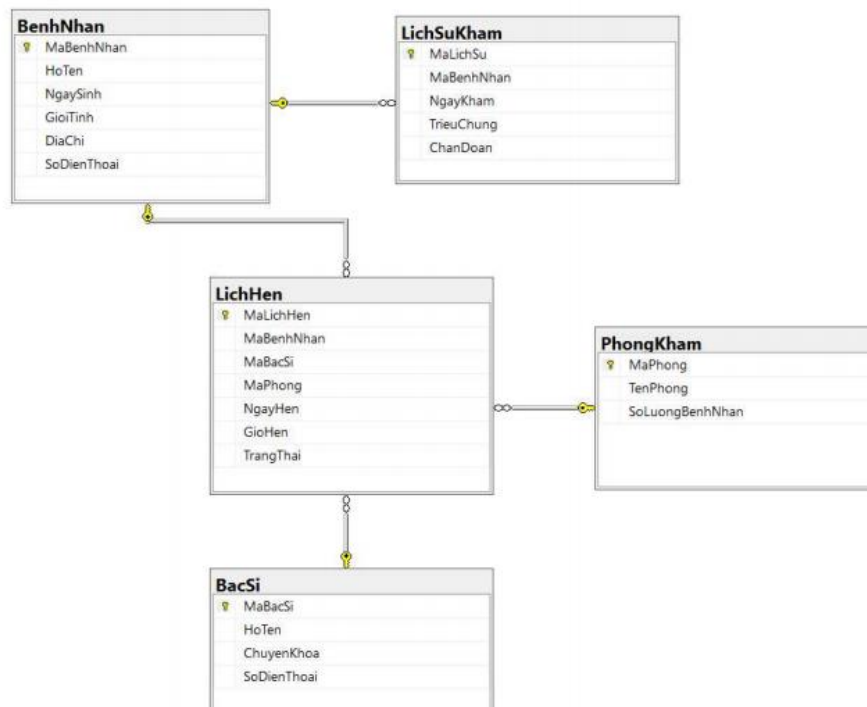 BenhNhan
MaBenhNhan
HoTen
NgaySinh
GioiTinh
DiaChi
SoDienThoai
LichSuKham
MaLichSu
MaBenhNhan
NgayKham
TrieuChung
ChanDoan
LichHen
MaLichHen
MaBenhNhan
MaBacSi
MaPhong
NgayHen
GioHen
TrangThai
PhongKham
MaPhong
TenPhong
SoLuongBenhNhan
BacSi
MaBacSi
HoTen
ChuyenKhoa
SoDienThoai